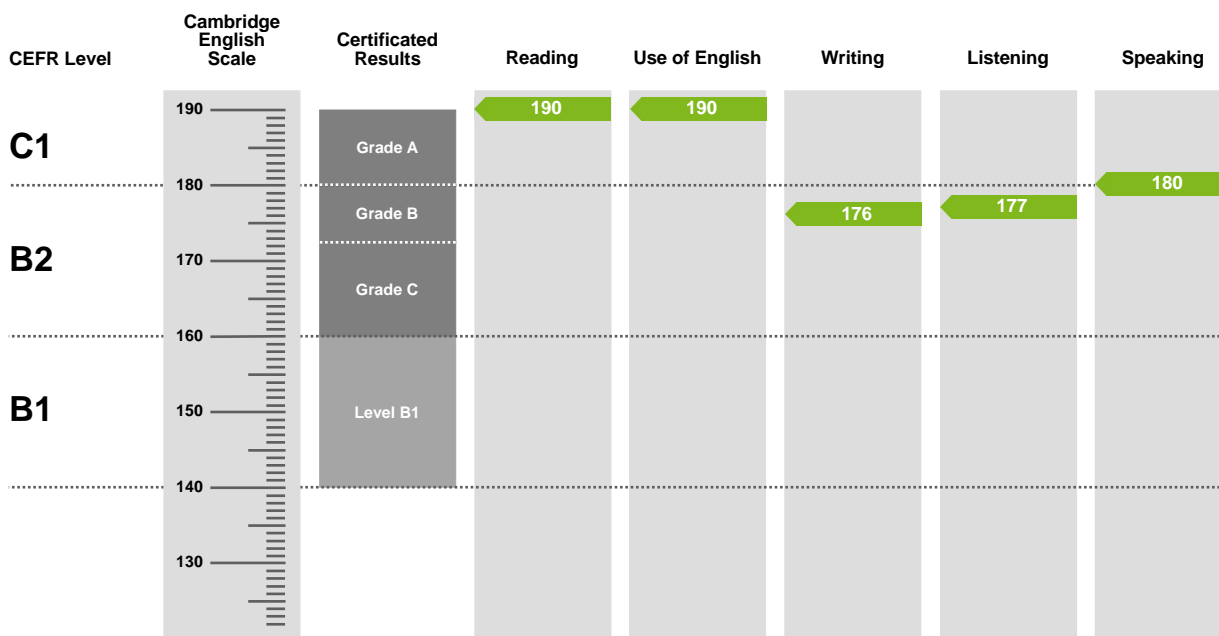 CEFR Level
Cambridge
English
Scale
Certificated
Results
Reading
Use of English
Writing
Listening
Speaking
190
190
190
C1
Grade A
180
180
Grade B
176
177
B2
170
Grade C
160
B1
150
Level B1
140
130